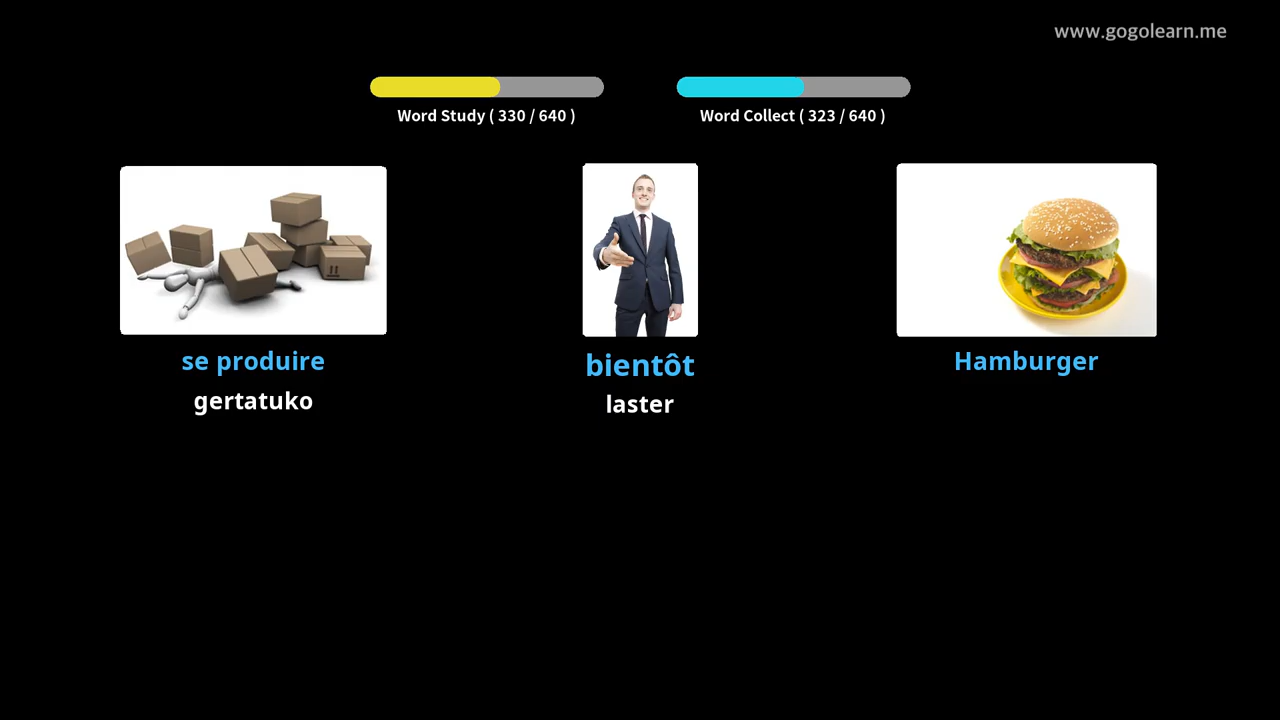 www.gogolearn.me
Word Study ( 330 / 640 )
Word Collect ( 323 / 640 )
se produire
gertatuko
bientôt
laster
Hamburger